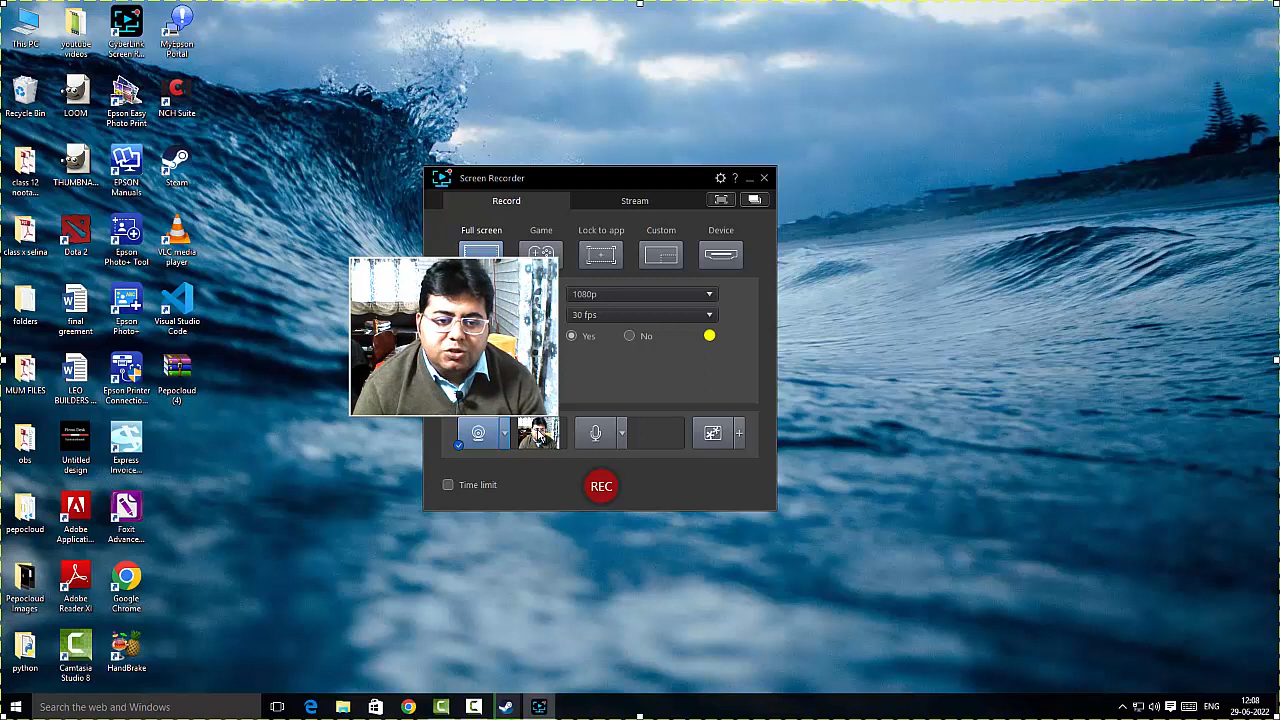 This PC
youtube
videos
CyberLink
Screen R...
MyEpson
Portal
Recycle Bin
LOOM
Epson Easy
Photo Print
NCH Suite
class 12
noota...
THUMBNA...
EPSON
Manuals
Steam
class x selina
Dota 2
Epson
Photo+ Tool
VLC media
player
folders
final
greement
Epson
Photo+
Visual Studio
Code
MUM FILES
LEO
BUILDERS ...
Epson Printer
Connectio...
Pepocloud
(4)
obs
Untitled
design
Express
Invoice...
pepocloud
Adobe
Applicati...
Foxit
Advance...
Pepocloud
Images
Adobe
Reader XI
Google
Chrome
python
Camtasia
Studio 8
HandBrake
Screen Recorder
?
Record
Stream
Full screen
Game
Lock to app
Custom
Device
1080p
30 fps
Yes
No
Time limit
REC
Search the web and Windows
ENG
12:08
29-06-2022